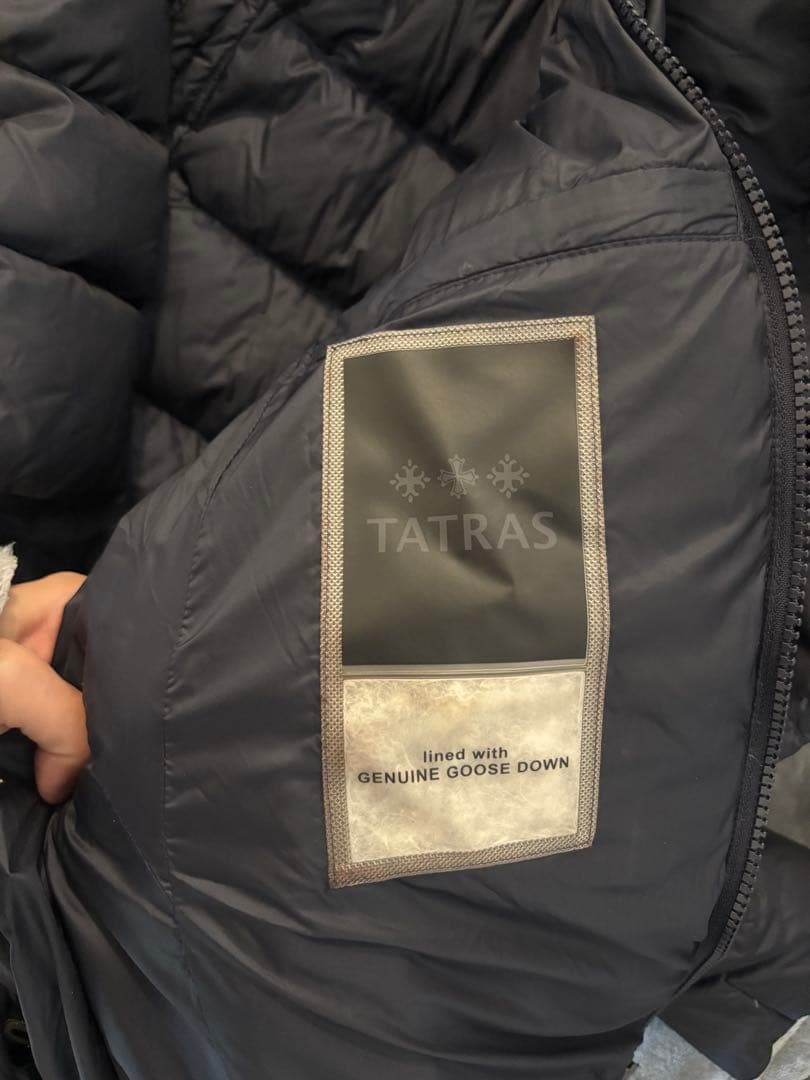 TATRAS
lined with
GENUINE GOOSE DOWN